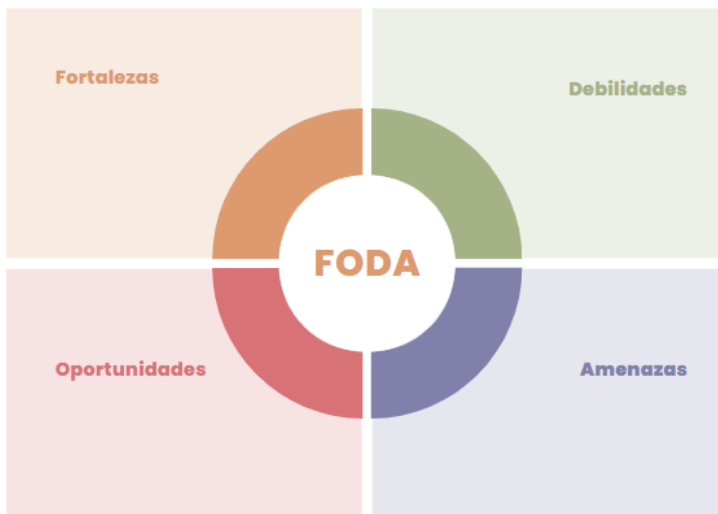 Fortalezas
Debilidades
FODA
Oportunidades
Amenazas